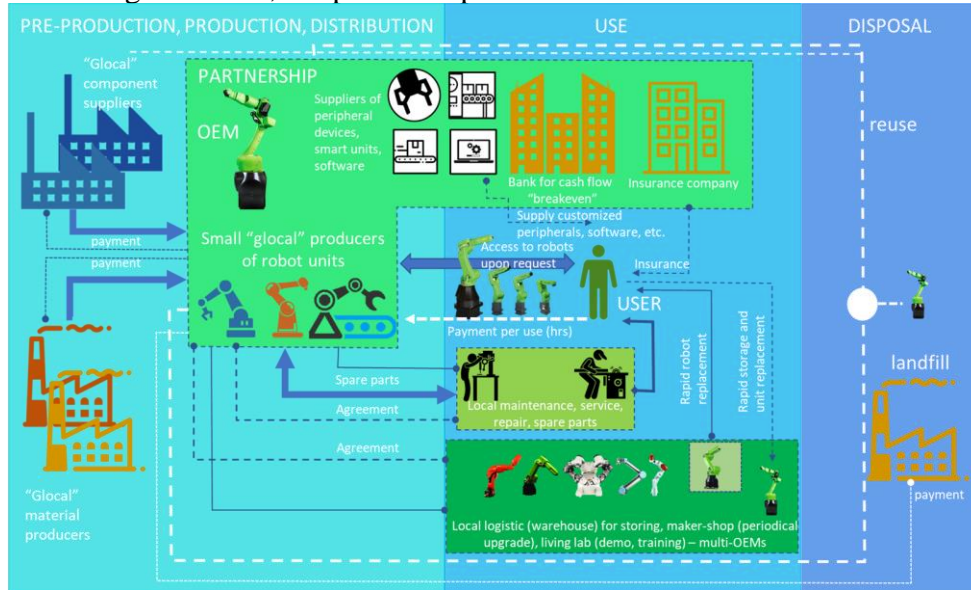 PRE-PRODUCTION, PRODUCTION, DISTRIBUTION
USE
DISPOSAL
"Glocal"
component
suppliers
PARTNERSHIP
OEM
Suppliers of
peripheral
devices,
smart units,
software
Bank for cash flow
"breakeven"
Insurance company
reuse
Supply customized
peripherals, software, etc.
payment
payment
Small "glocal" producers
of robot units
Access to robots
upon request
Insurance
USER
Payment per use (hrs)
Rapid robot
replacement
Rapid storage and
unit replacement
landfill
Spare parts
Agreement
Agreement
Local maintenance, service,
repair, spare parts
"Glocal"
material
producers
payment
Local logistic (warehouse) for storing, maker-shop (periodical
upgrade), living lab (demo, training) – multi-OEMs